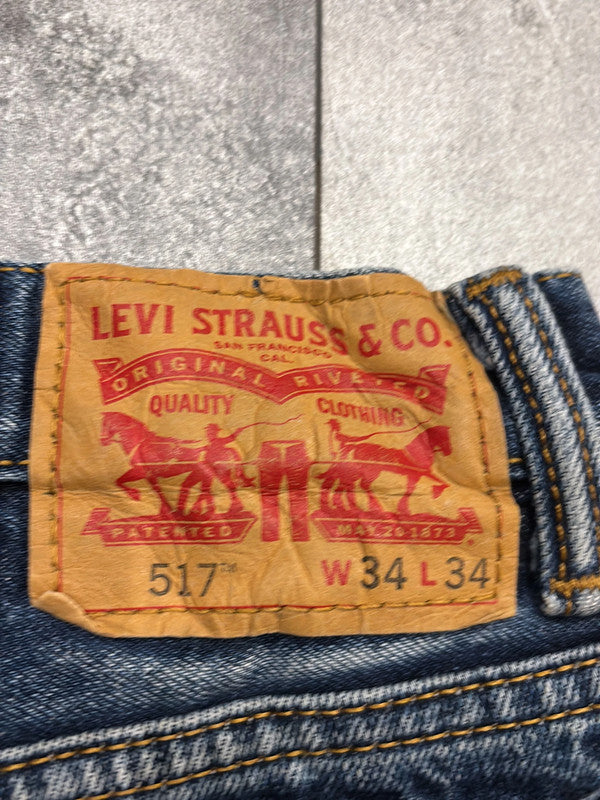 LEVI STRAUSS & CO.
SAN FRANCISCO
CAL.
ORIGINAL RIVETED
QUALITY CLOTHING
PATENTED MAY 20 1873
517™ W 34 L 34